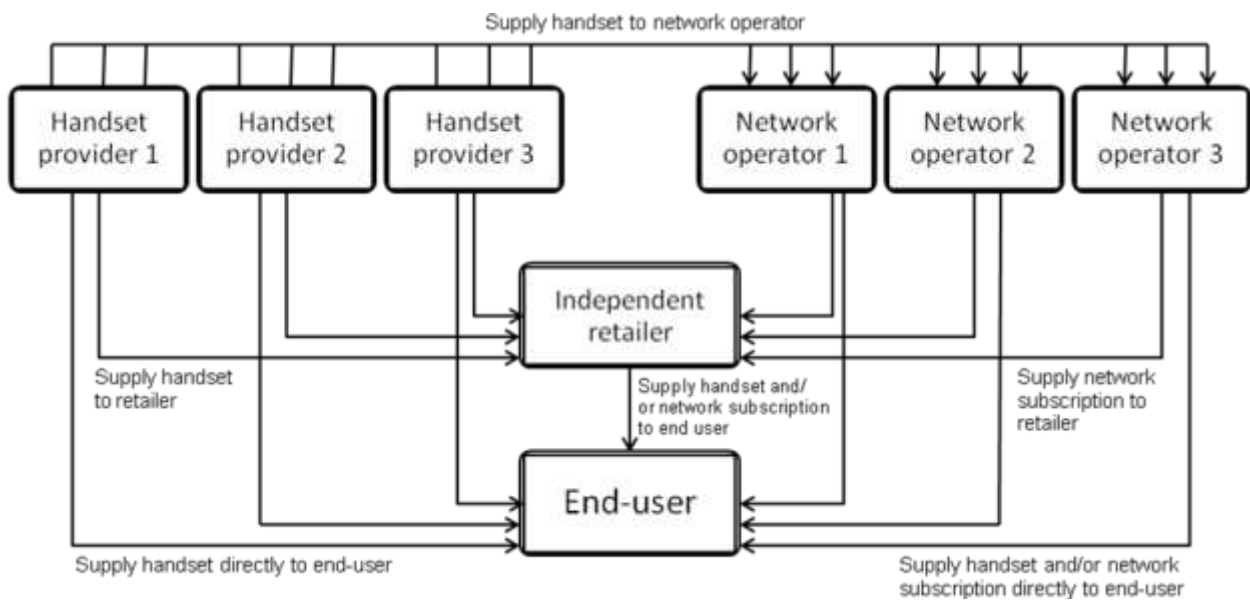 Supply handset to network operator
Handset
provider 1
Handset
provider 2
Handset
provider 3
Network
operator 1
Network
operator 2
Network
operator 3
Independent
retailer
Supply handset
to retailer
Supply handset and/
or network subscription
to end user
Supply network
subscription to
retailer
End-user
Supply handset directly to end-user
Supply handset and/or network
subscription directly to end-user